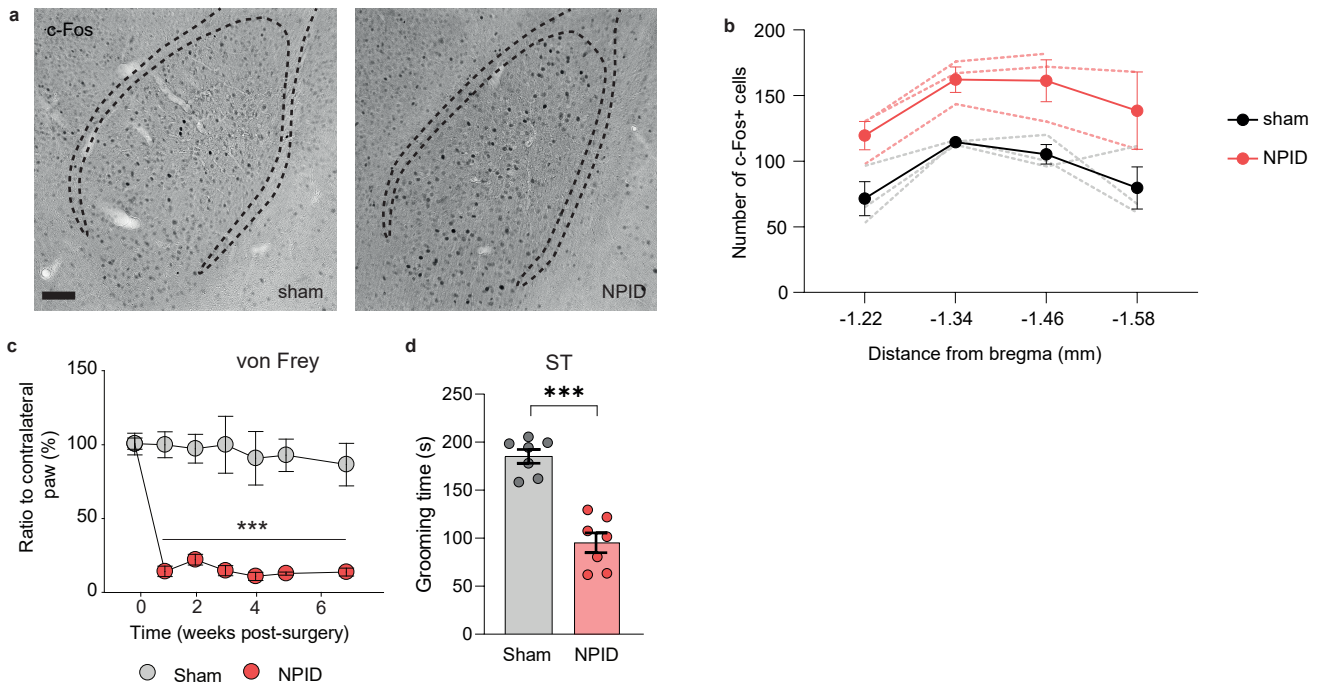 a
c-Fos
sham
NPID
b
200
150
100
50
0
Number of c-Fos+ cells
-1.22
-1.34
-1.46
-1.58
Distance from bregma (mm)
sham
NPID
c
von Frey
150
100
50
0
Ratio to contralateral
paw (%)
***
0
2
4
6
Time (weeks post-surgery)
Sham
NPID
d
ST
250
200
150
100
50
0
Grooming time (s)
***
Sham
NPID